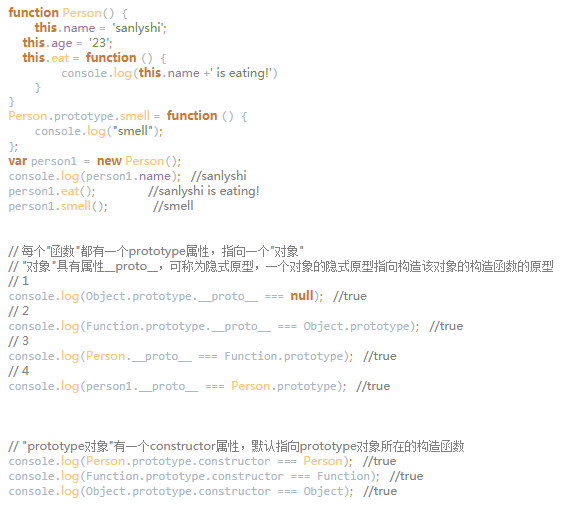 function Person() {
    this.name = 'sanlyshi';
  this.age = '23';
  this.eat = function () {
        console.log(this.name +' is eating!')
    }
}
Person.prototype.smell = function () {
    console.log("smell");
};
var person1 = new Person();
console.log(person1.name);  //sanlyshi
person1.eat();        //sanlyshi is eating!
person1.smell();       //smell
// 每个"函数"都有一个prototype属性，指向一个"对象"
// "对象"具有属性__proto__，可称为隐式原型，一个对象的隐式原型指向构造该对象的构造函数的原型
// 1
console.log(Object.prototype.__proto__ === null);  //true
// 2
console.log(Function.prototype.__proto__ === Object.prototype);  //true
// 3
console.log(Person.__proto__ === Function.prototype);  //true
// 4
console.log(person1.__proto__ === Person.prototype);  //true
// "prototype对象"有一个constructor属性，默认指向prototype对象所在的构造函数
console.log(Person.prototype.constructor === Person);  //true
console.log(Function.prototype.constructor === Function);  //true
console.log(Object.prototype.constructor === Object);  //true